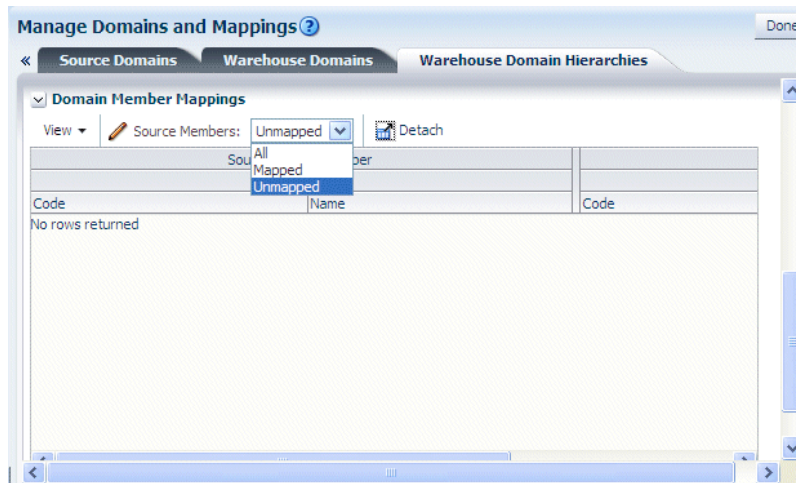 Manage Domains and Mappings ? Done
« Source Domains Warehouse Domains Warehouse Domain Hierarchies
Domain Member Mappings
View Source Members: Unmapped Detach
All
Mapped
Unmapped
Code Name Code
No rows returned